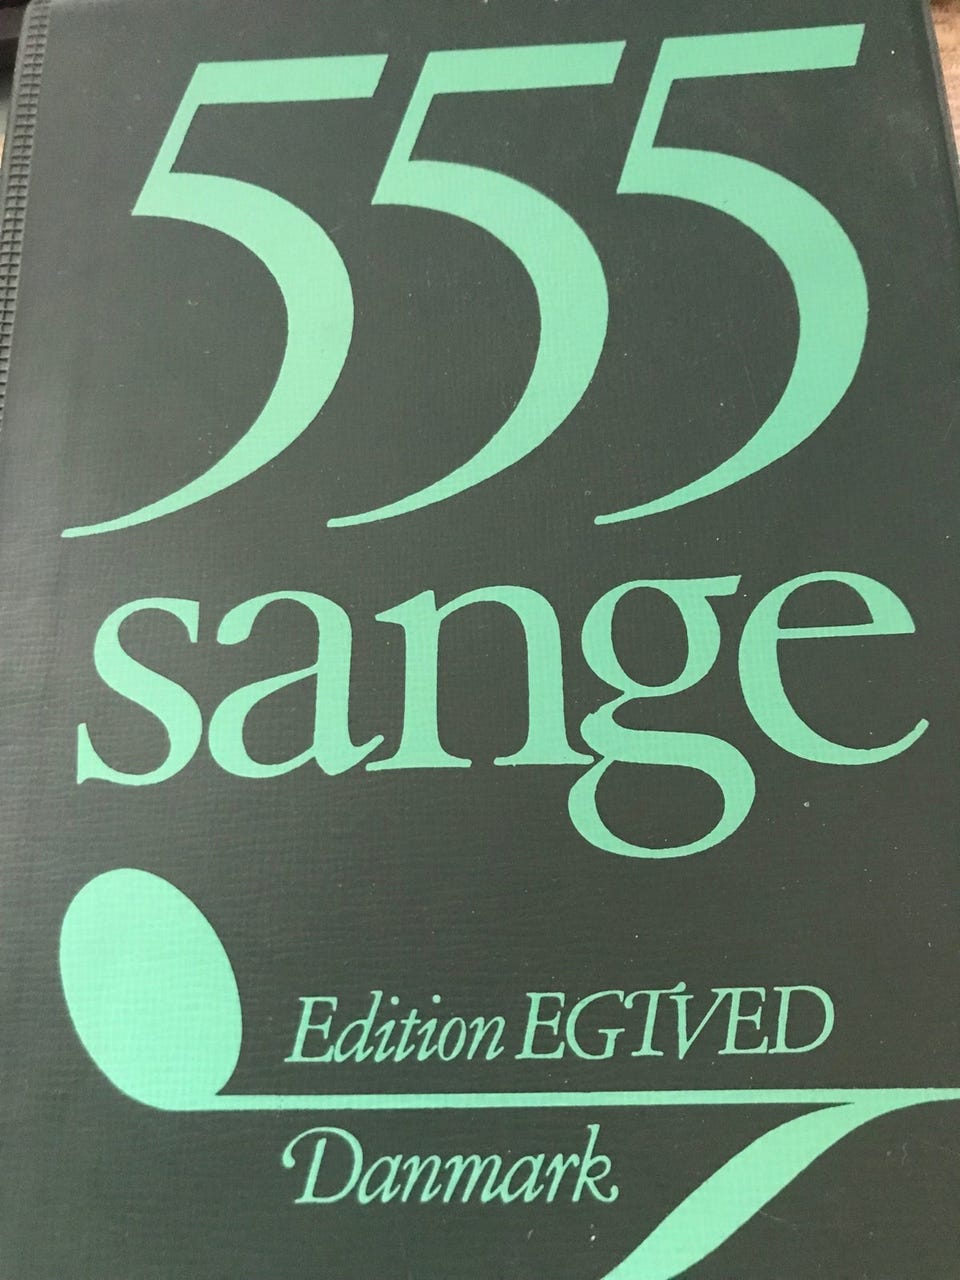 555
sange
Edition EGTVED
Danmark